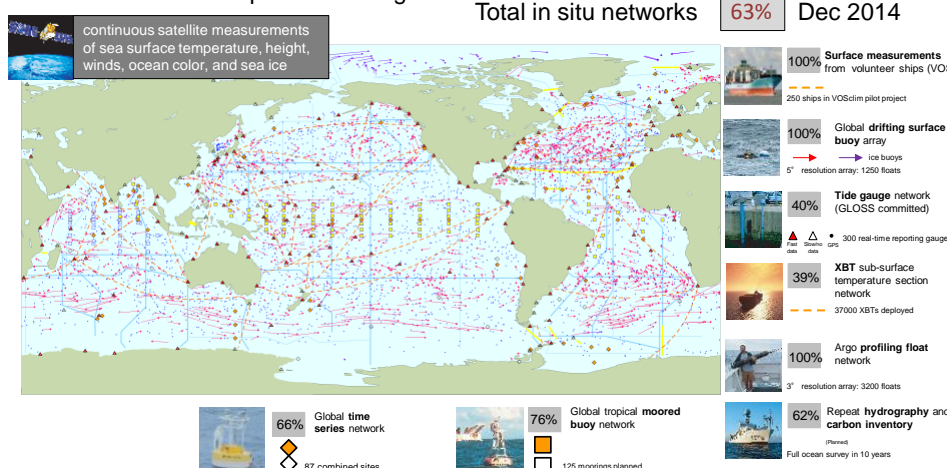 Total in situ networks 63% Dec 2014
continuous satellite measurements
of sea surface temperature, height,
winds, ocean color, and sea ice
100% Surface measurements
from volunteer ships
250 ships in VOSclim pilot project
100% Global drifting surface
buoy array
ice buoys
5° resolution array: 1250 floats
40% Tide gauge network
(GLOSS committed)
300 real-time reporting gauge
Fast
data
data
GPS
39% XBT sub-surface
temperature section
network
37000 XBTs deployed
100% Argo profiling float
network
3° resolution array: 3200 floats
62% Repeat hydrography and
carbon inventory
(Planned)
Full ocean survey in 10 years
66% Global time
series network
87 combined sites
76% Global tropical moored
buoy network
125 moorings planned